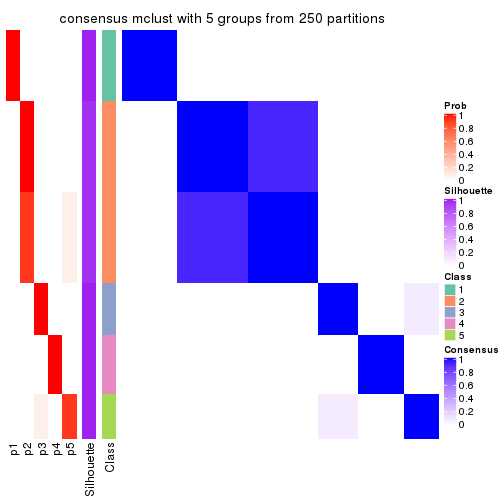 consensus mclust with 5 groups from 250 partitions
Prob
1
0.8
0.6
0.4
0.2
0
Silhouette
1
0.8
0.6
0.4
0.2
0
Class
1
2
3
4
5
Consensus
1
0.8
0.6
0.4
0.2
0
p1
p2
p3
p4
p5
Silhouette
Class